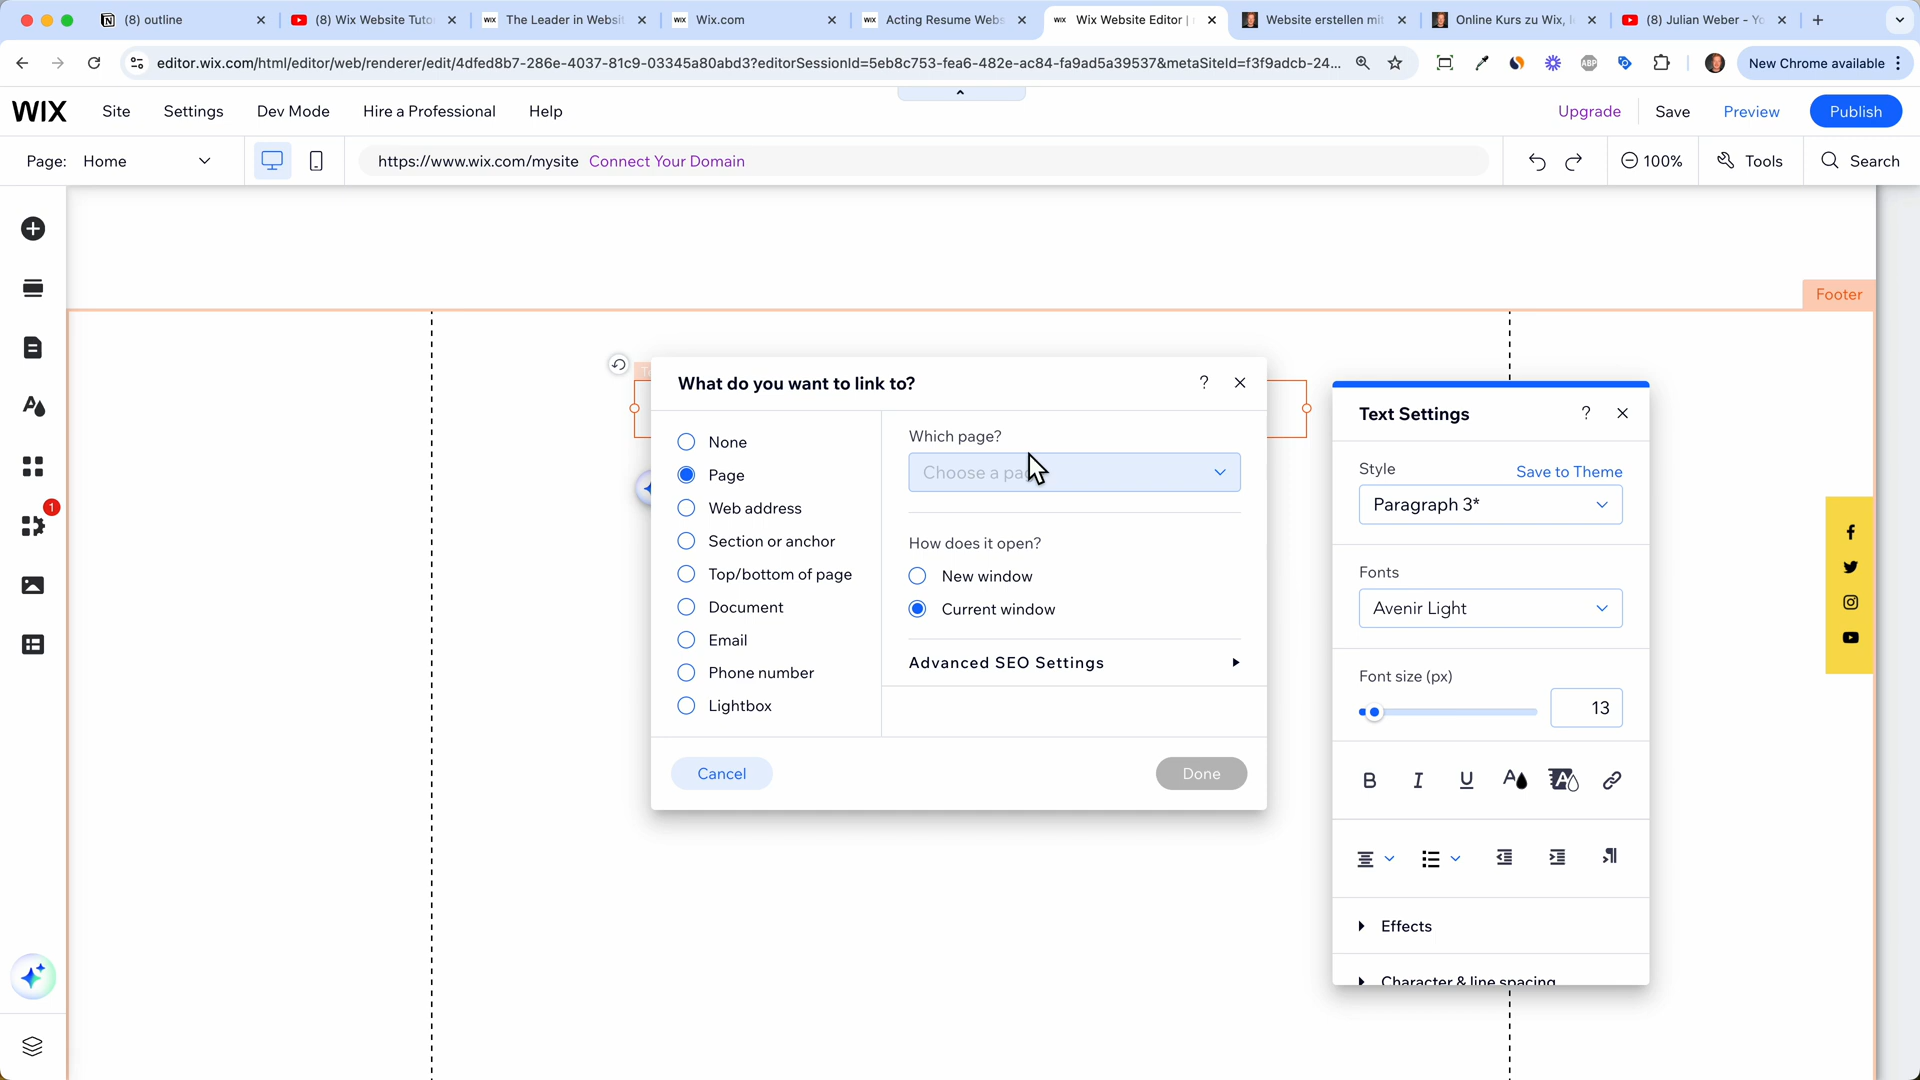 (8) outline
(8) Wix Website Tuto
The Leader in Websit
Wix.com
Acting Resume Webs
Wix Website Editor |
Website erstellen mit
Online Kurs zu Wix, I
(8) Julian Weber - Yo
editor.wix.com/html/editor/web/renderer/edit/4dfed8b7-286e-4037-81c9-03345a80abd3?editorSessionId=5eb8c753-fea6-482e-ac84-fa9ad5a39537&metaSiteId=f3f9adcb-24...
ABP
New Chrome available
WIX
Site
Settings
Dev Mode
Hire a Professional
Help
Upgrade
Save
Preview
Publish
Page: Home
https://www.wix.com/mysite Connect Your Domain
100%
Tools
Search
Footer
What do you want to link to?
?
None
Page
Web address
Section or anchor
Top/bottom of page
Document
Email
Phone number
Lightbox
Which page?
Choose a
How does it open?
New window
Current window
Advanced SEO Settings
Cancel
Done
Text Settings
?
Style
Save to Theme
Paragraph 3*
Fonts
Avenir Light
Font size (px)
13
B I U
Effects
Character & line spacing
1